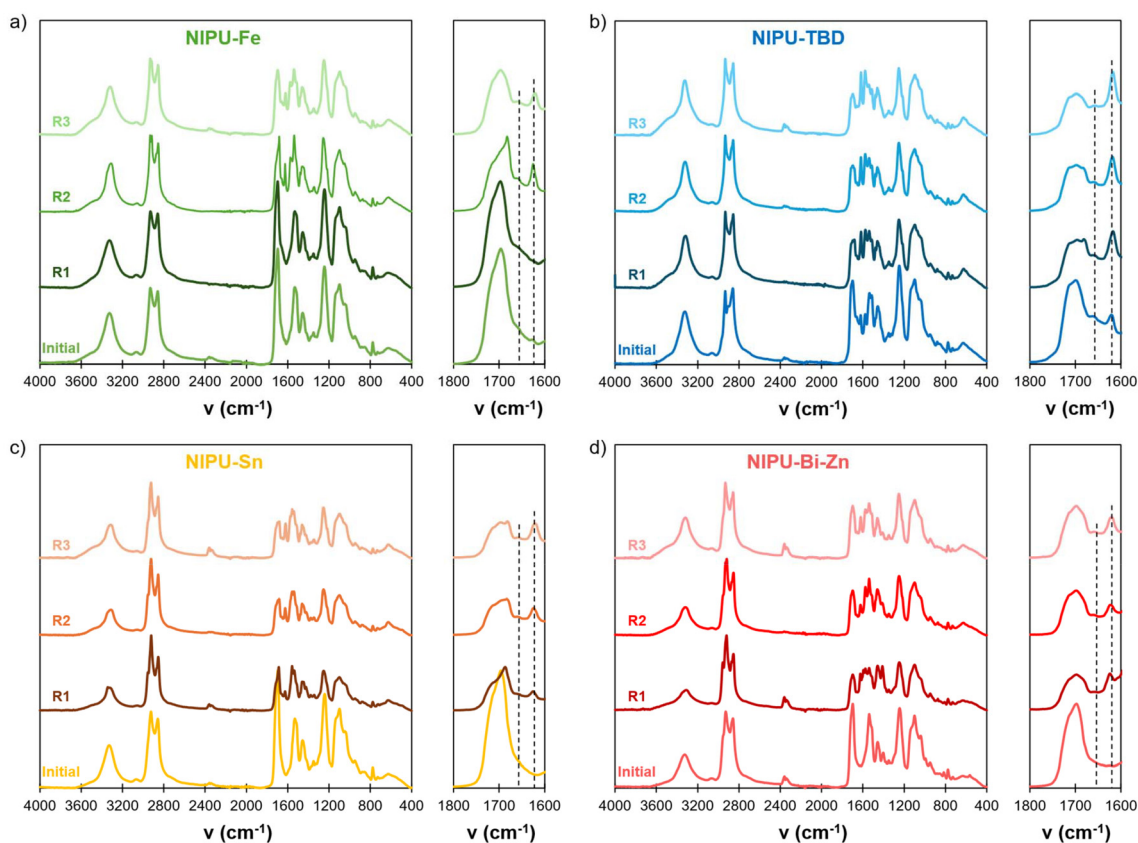 a)
NIPU-Fe
R3
R2
R1
Initial
4000 3200 2800 2400 2000 1600 1200 800 400
ν (cm⁻¹)
1800 1700 1600
ν (cm⁻¹)
b)
NIPU-TBD
R3
R2
R1
Initial
4000 3200 2800 2400 2000 1600 1200 800 400
ν (cm⁻¹)
1800 1700 1600
ν (cm⁻¹)
c)
NIPU-Sn
R3
R2
R1
Initial
4000 3200 2800 2400 2000 1600 1200 800 400
ν (cm⁻¹)
1800 1700 1600
ν (cm⁻¹)
d)
NIPU-Bi-Zn
R3
R2
R1
Initial
4000 3200 2800 2400 2000 1600 1200 800 400
ν (cm⁻¹)
1800 1700 1600
ν (cm⁻¹)